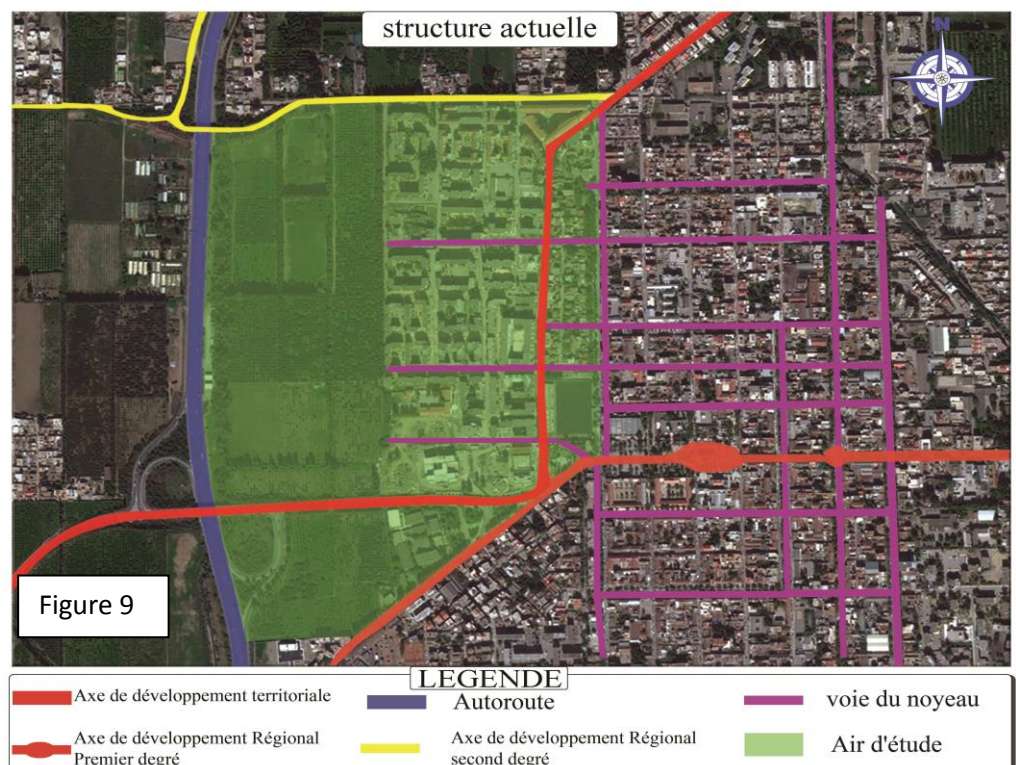 structure actuelle
N
Figure 9
LEGENDE
Axe de développement territoriale
Autoroute
voie du noyeau
Axe de développement Régional
Premier degré
Axe de développement Régional
second degré
Air d'étude